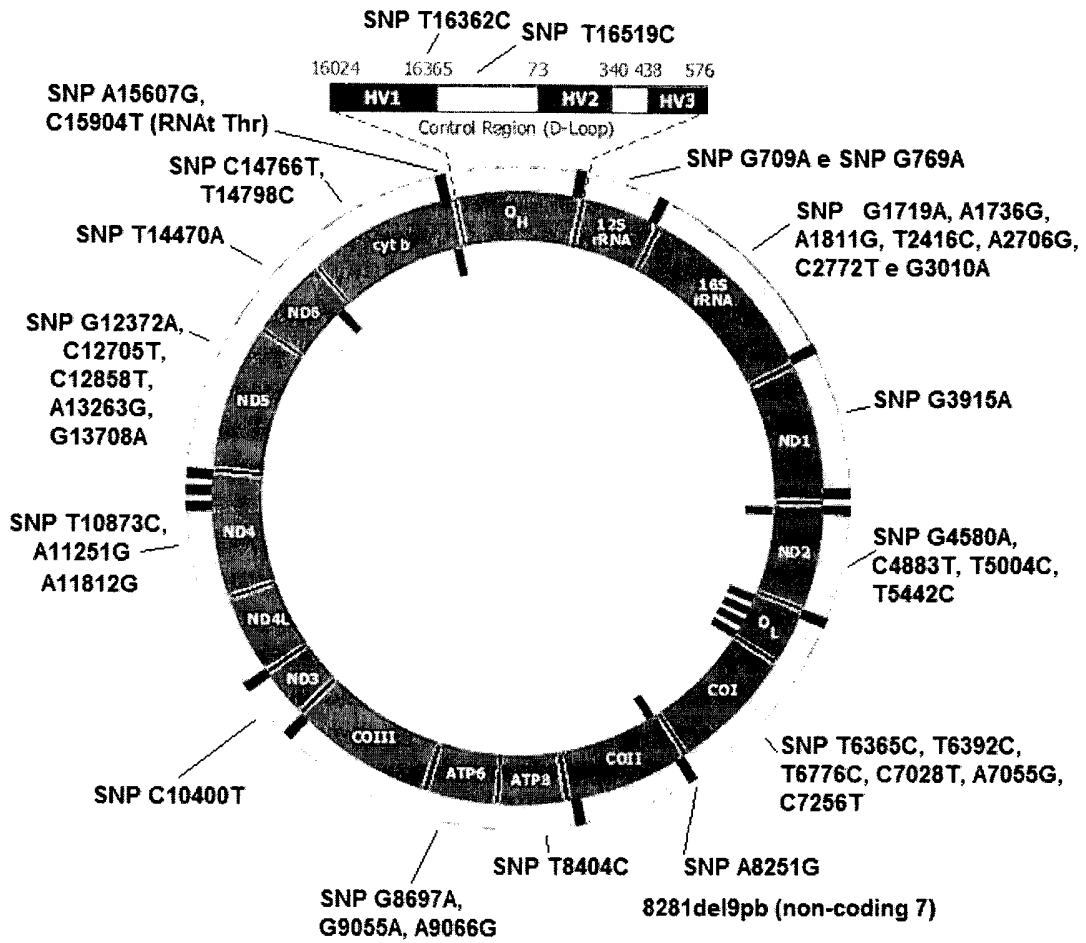 SNP T16362C
SNP T16519C
16024 16365 73 340 438 576
HV1 HV2 HV3
Control Region (D-Loop)
SNP A15607G,
C15904T (RNAt Thr)
SNP C14766T,
T14798C
SNP T14470A
SNP G12372A,
C12705T,
C12858T,
A13263G,
G13708A
SNP T10873C,
A11251G
A11812G
SNP C10400T
SNP G8697A,
G9055A, A9066G
SNP T8404C
SNP A8251G
8281del9pb (non-coding 7)
SNP T6365C, T6392C,
T6776C, C7028T, A7055G,
C7256T
SNP G4580A,
C4883T, T5004C,
T5442C
SNP G3915A
SNP G1719A, A1736G,
A1811G, T2416C, A2706G,
C2772T e G3010A
SNP G709A e SNP G769A
OH
12S
rRNA
16S
rRNA
ND1
ND2
OL
COI
COII
ATP8
ATP6
COIII
ND3
ND4L
ND4
ND5
ND6
cyt b